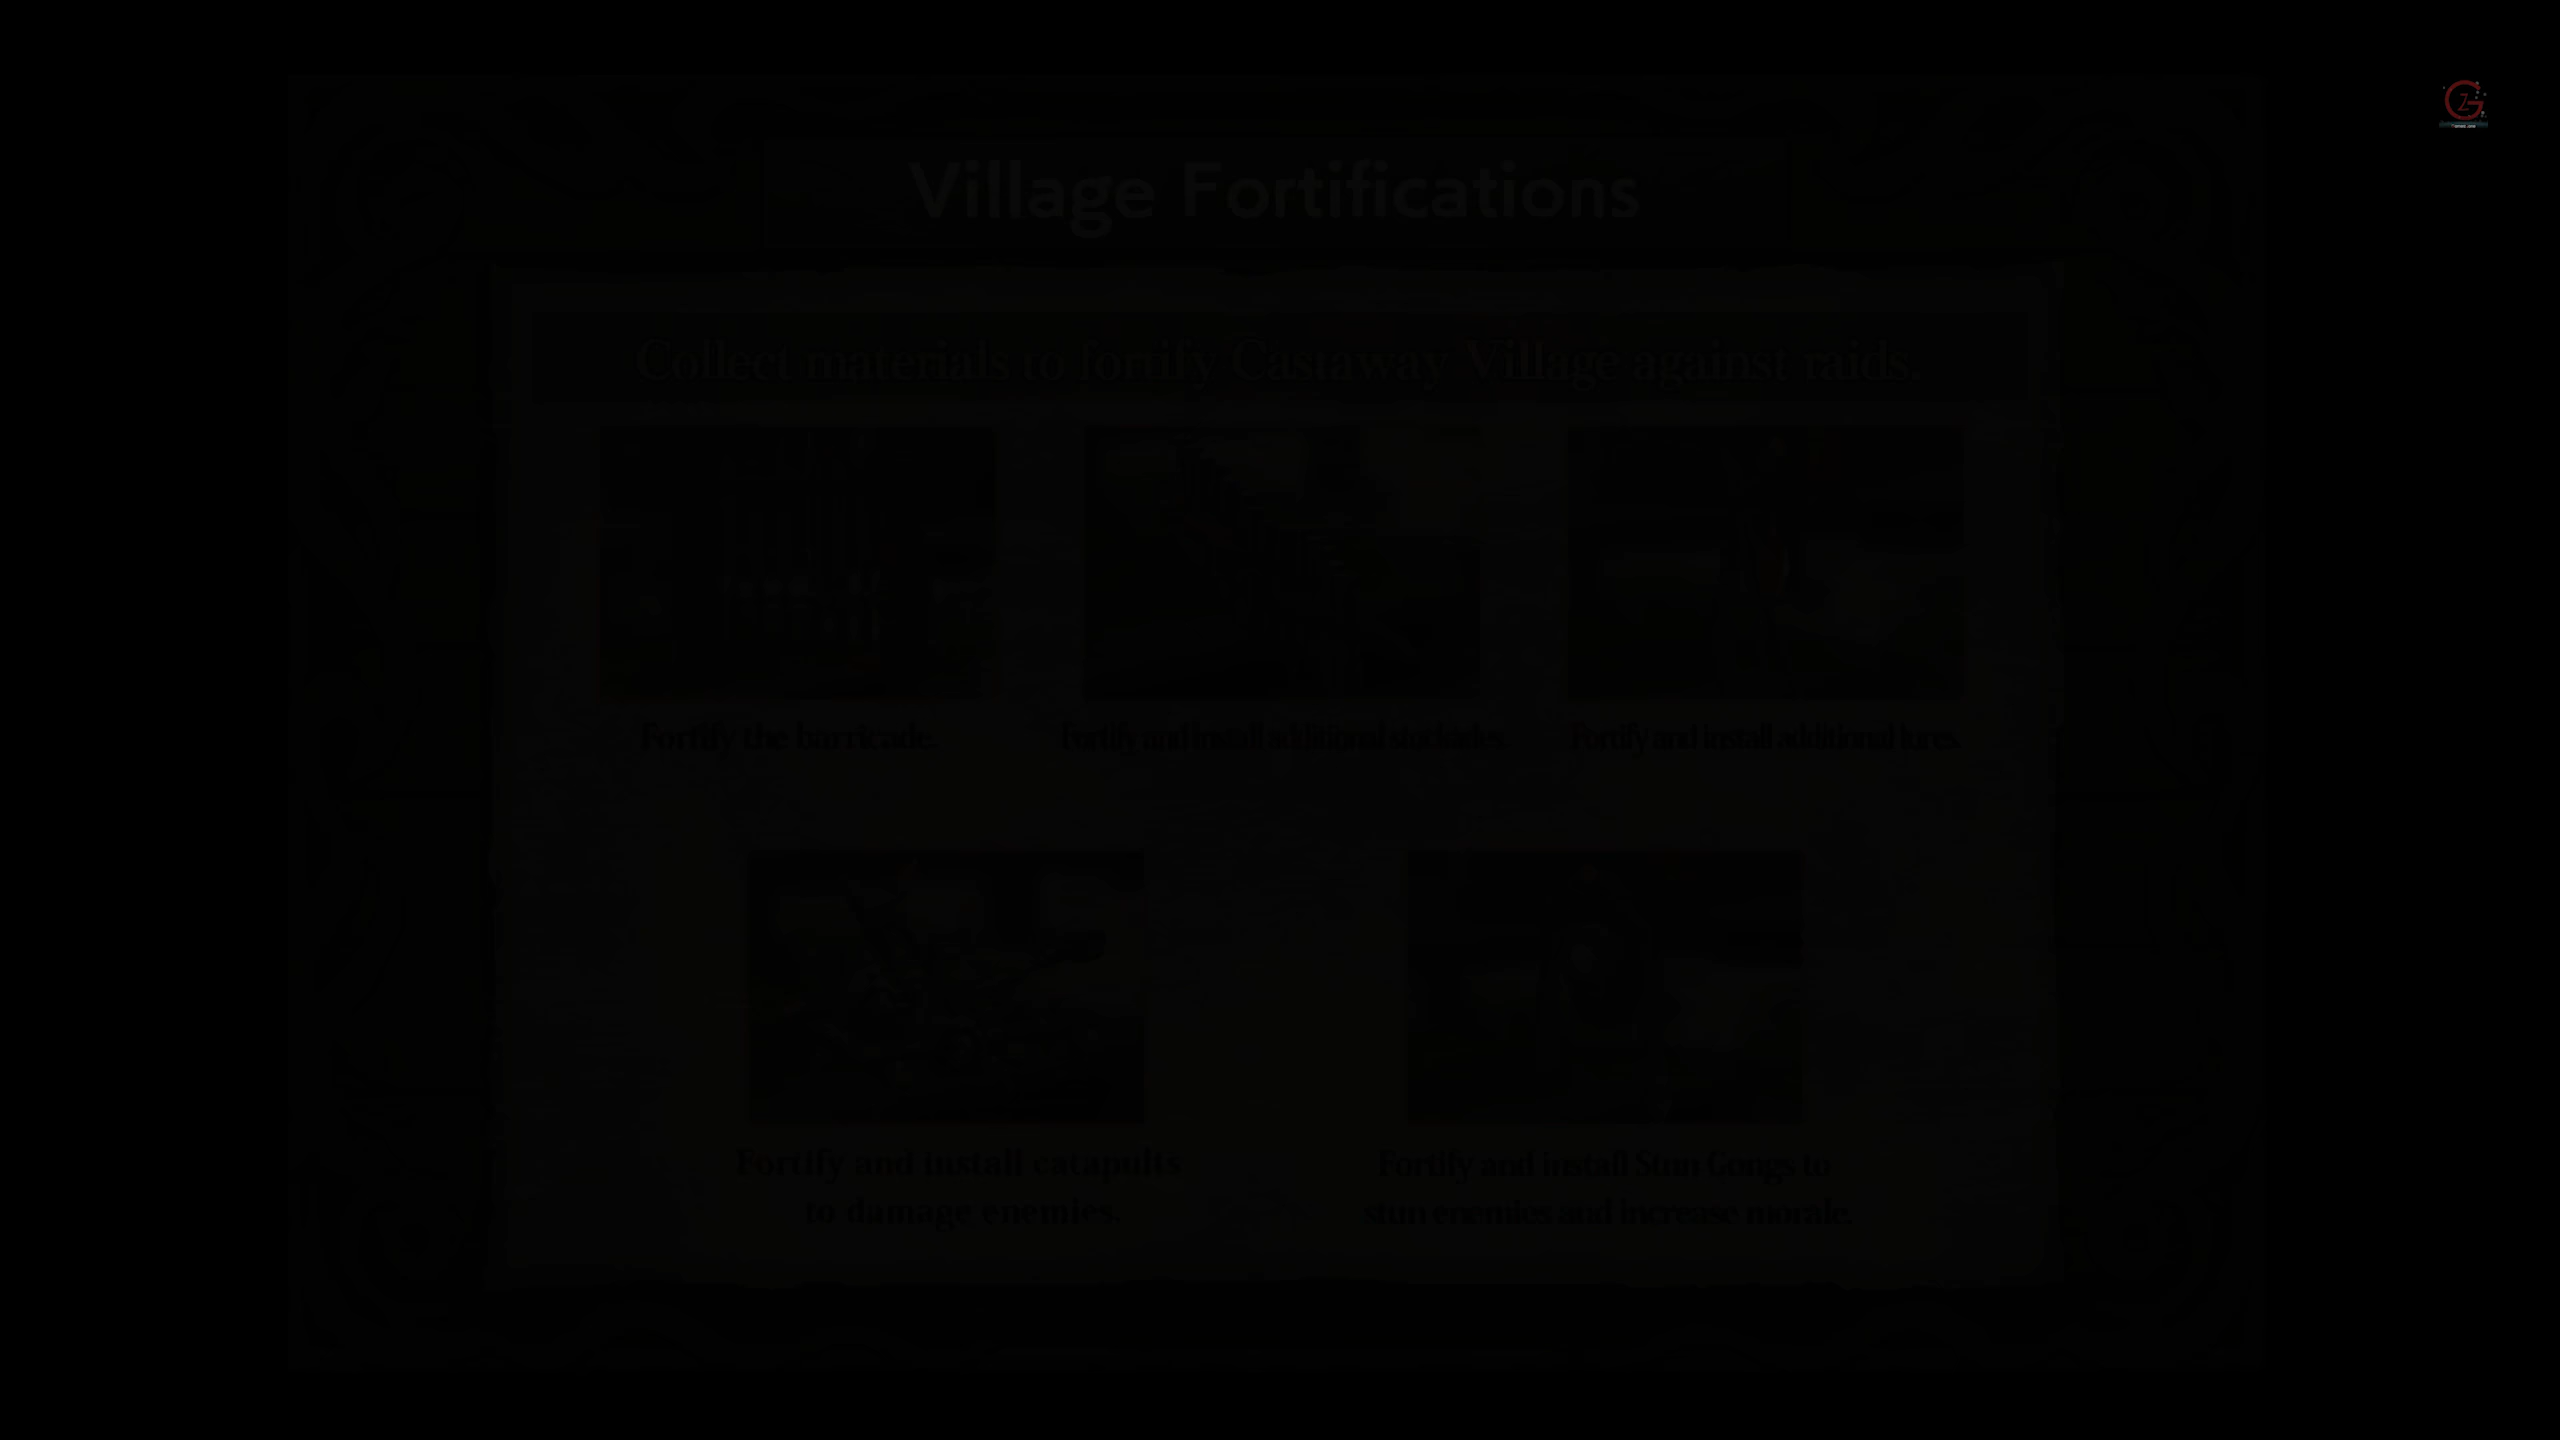 Village Fortifications
Collect materials to fortify Castaway Village against raids.
Fortify the barricade.
Fortify and install additional stockades.
Fortify and install additional lures.
Fortify and install catapults
to damage enemies.
Fortify and install Stun Gongs to
stun enemies and increase morale.